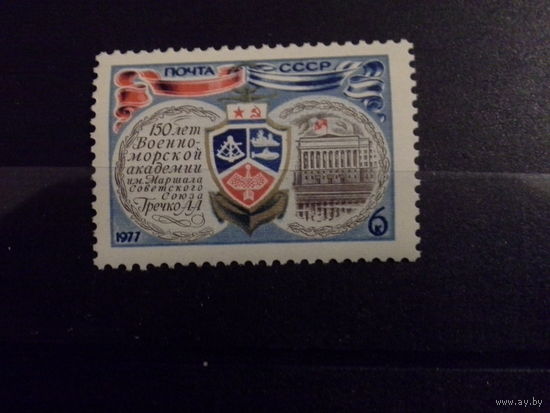 ПОЧТА СССР
150 лет
Военно-
морской
академии
им. Маршала
Советского
Союза
Гречко А.А.
1977
6
к
www.ay.by